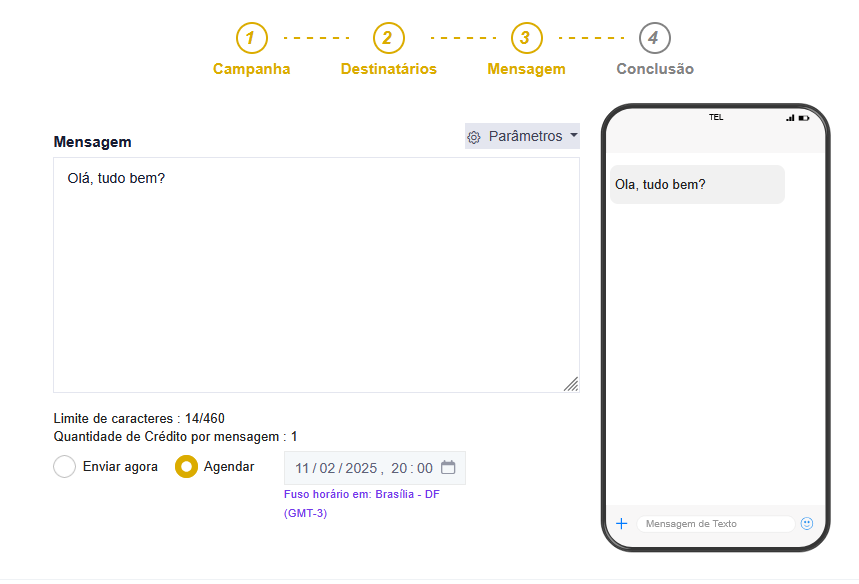 1 2 3 4
Campanha Destinatários Mensagem Conclusão
Mensagem
Parâmetros
Olá, tudo bem?
Limite de caracteres : 14/460
Quantidade de Crédito por mensagem : 1
Enviar agora Agendar 11/02/2025, 20:00
Fuso horário em: Brasília - DF
(GMT-3)
TEL
Ola, tudo bem?
Mensagem de Texto